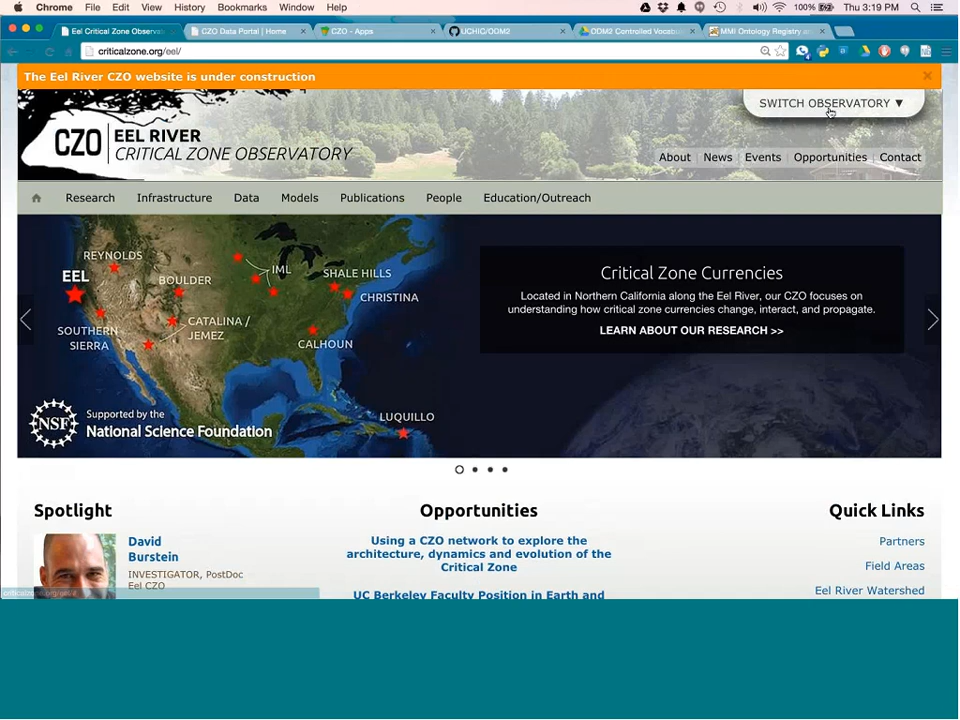 Chrome File Edit View History Bookmarks Window Help 100% Thu 3:19 PM
Eel Critical Zone Observa CZO Data Portal | Home CZO - Apps UCHIC/ODM2 ODM2 Controlled Vocabu MMI Ontology Registry an
criticalzone.org/eel/
The Eel River CZO website is under construction
SWITCH OBSERVATORY ▼
CZO EEL RIVER
CRITICAL ZONE OBSERVATORY
About News Events Opportunities Contact
Research Infrastructure Data Models Publications People Education/Outreach
REYNOLDS
EEL
BOULDER
IML
SHALE HILLS
CHRISTINA
SOUTHERN
SIERRA
CATALINA /
JEMEZ
CALHOUN
LUQUILLO
NSF
Supported by the
National Science Foundation
Critical Zone Currencies
Located in Northern California along the Eel River, our CZO focuses on
understanding how critical zone currencies change, interact, and propagate.
LEARN ABOUT OUR RESEARCH >>
Spotlight
David
Burstein
INVESTIGATOR, PostDoc
Eel CZO
Opportunities
Using a CZO network to explore the
architecture, dynamics and evolution of the
Critical Zone
UC Berkeley Faculty Position in Earth and
Quick Links
Partners
Field Areas
Eel River Watershed